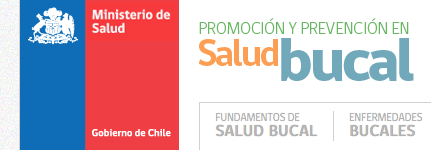 Ministerio de
Salud
Gobierno de Chile
PROMOCIÓN Y PREVENCIÓN EN
Salud
bucal
FUNDAMENTOS DE
SALUD BUCAL
ENFERMEDADES
BUCALES